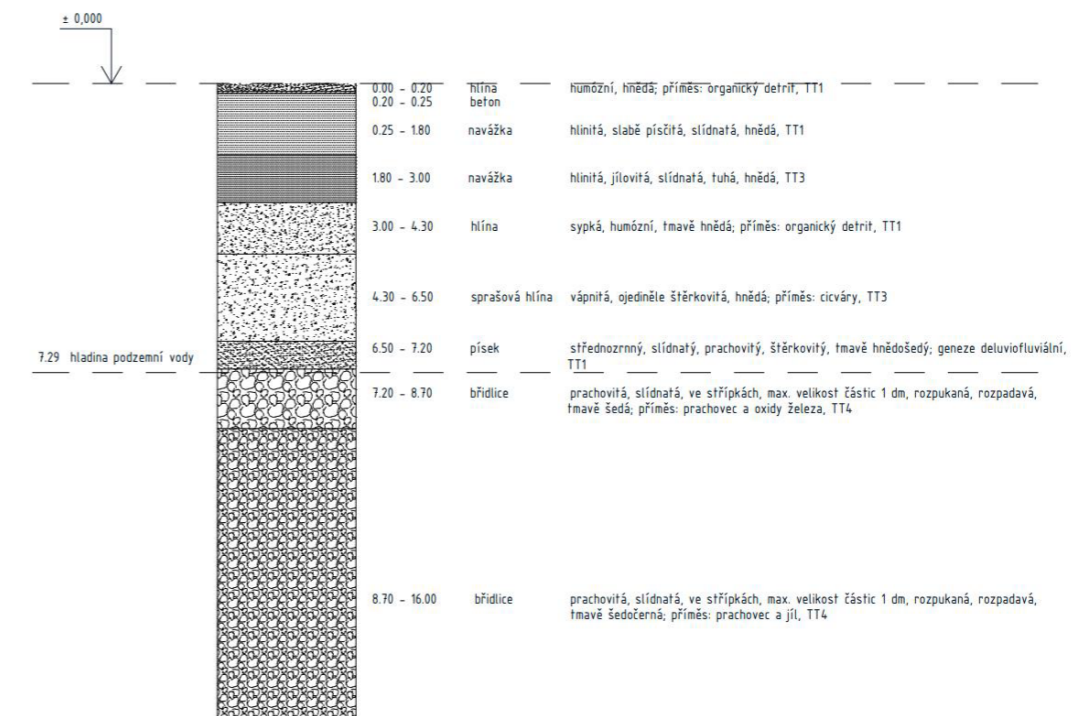 ± 0,000
0.00 - 0.20 hlína humózní, hnědá; příměs: organický detrit, TT1
0.20 - 0.25 beton
0.25 - 1.80 navážka hlinitá, slabě písčitá, slídnatá, hnědá, TT1
1.80 - 3.00 navážka hlinitá, jílovitá, slídnatá, tuhá, hnědá, TT3
3.00 - 4.30 hlína sypká, humózní, tmavě hnědá; příměs: organický detrit, TT1
4.30 - 6.50 sprašová hlína vápnitá, ojediněle štěrkovitá, hnědá; příměs: cicváry, TT3
6.50 - 7.20 písek střednozrnný, slídnatý, prachovitý, štěrkovitý, tmavě hnědošedý; geneze deluviofluviální,
TT1
7.29 hladina podzemní vody
7.20 - 8.70 břidlice prachovitá, slídnatá, ve střípkách, max. velikost částic 1 dm, rozpukaná, rozpadavá,
tmavě šedá; příměs: prachovec a oxidy železa, TT4
8.70 - 16.00 břidlice prachovitá, slídnatá, ve střípkách, max. velikost částic 1 dm, rozpukaná, rozpadavá,
tmavě šedočerná; příměs: prachovec a jíl, TT4